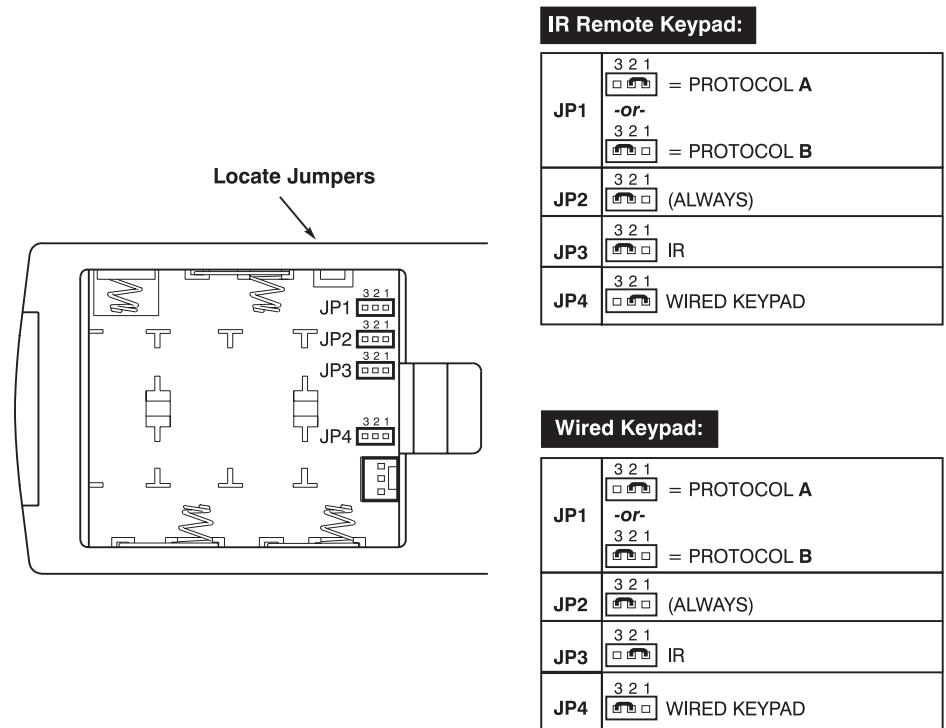 Locate Jumpers
3 2 1
JP1
3 2 1
JP2
3 2 1
JP3
3 2 1
JP4
IR Remote Keypad:
JP1
3 2 1
= PROTOCOL A
-or-
3 2 1
= PROTOCOL B
3 2 1
JP2 (ALWAYS)
3 2 1
JP3 IR
3 2 1
JP4 WIRED KEYPAD
Wired Keypad:
JP1
3 2 1
= PROTOCOL A
-or-
3 2 1
= PROTOCOL B
3 2 1
JP2 (ALWAYS)
3 2 1
JP3 IR
3 2 1
JP4 WIRED KEYPAD